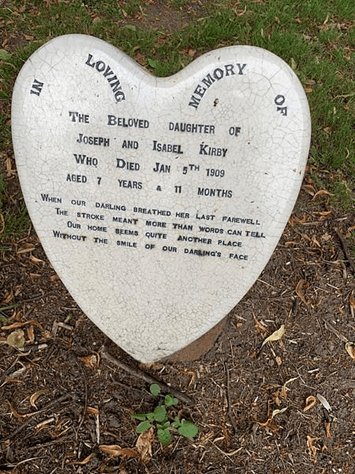 IN LOVING MEMORY OF
THE BELOVED DAUGHTER OF
JOSEPH AND ISABEL KIRBY
WHO DIED JAN 5TH 1909
AGED 7 YEARS & 11 MONTHS
WHEN OUR DARLING BREATHED HER LAST FAREWELL
THE STROKE MEANT MORE THAN WORDS CAN TELL
OUR HOME SEEMS QUITE ANOTHER PLACE
WITHOUT THE SMILE OF OUR DARLING'S FACE